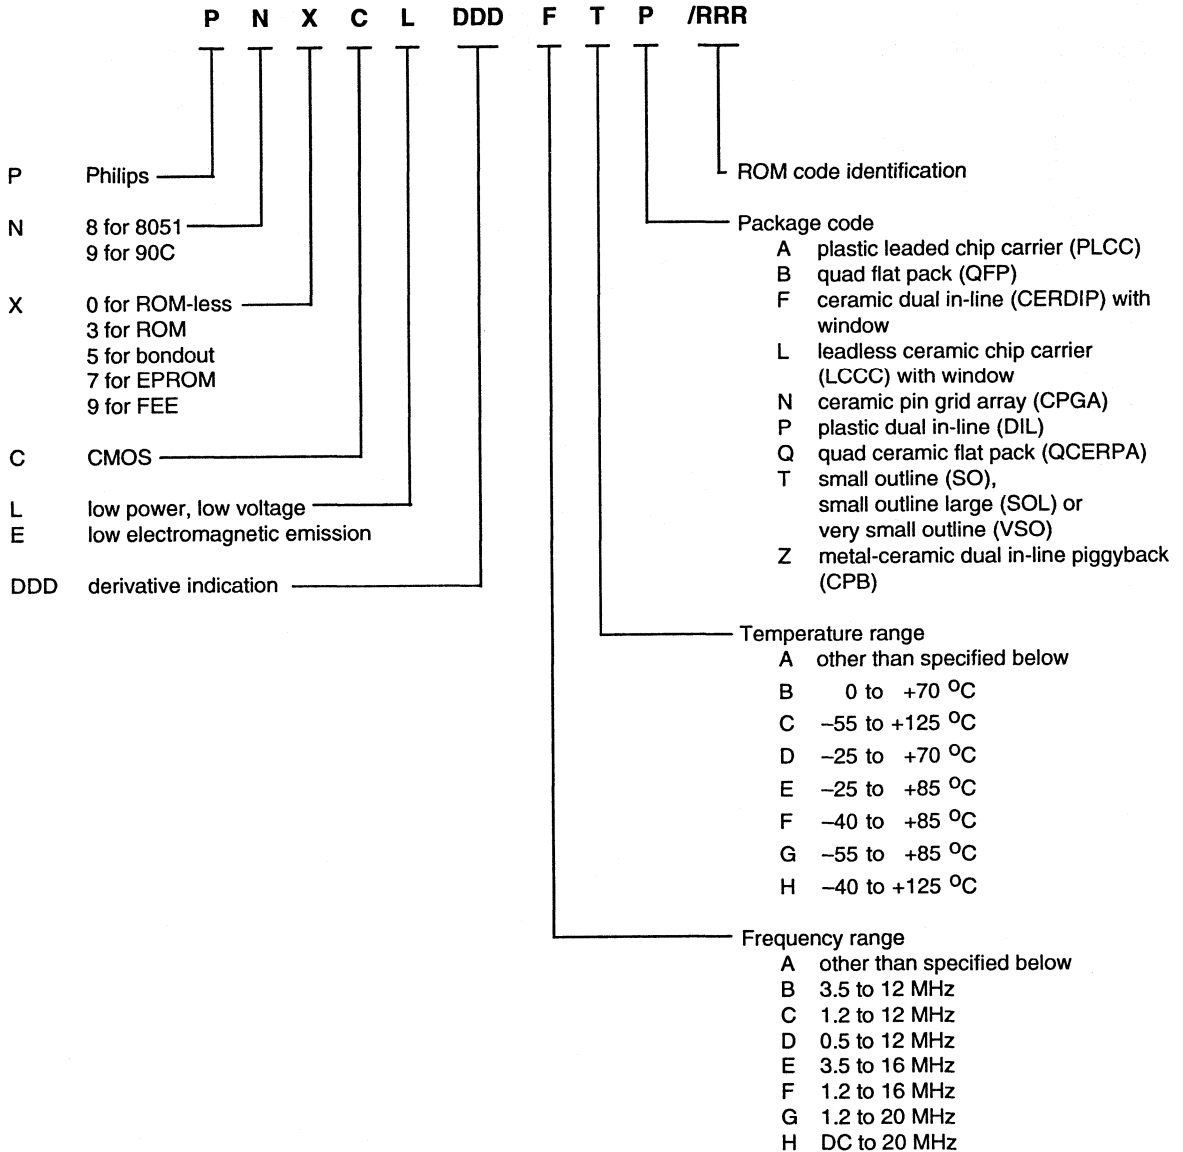 P N X C L DDD F T P /RRR
P Philips
N 8 for 8051
9 for 90C
X 0 for ROM-less
3 for ROM
5 for bondout
7 for EPROM
9 for FEE
C CMOS
L low power, low voltage
E low electromagnetic emission
DDD derivative indication
ROM code identification
Package code
A plastic leaded chip carrier (PLCC)
B quad flat pack (QFP)
F ceramic dual in-line (CERDIP) with
window
L leadless ceramic chip carrier
(LCCC) with window
N ceramic pin grid array (CPGA)
P plastic dual in-line (DIL)
Q quad ceramic flat pack (QCERPA)
T small outline (SO),
small outline large (SOL) or
very small outline (VSO)
Z metal-ceramic dual in-line piggyback
(CPB)
Temperature range
A other than specified below
B 0 to +70 °C
C –55 to +125 °C
D –25 to +70 °C
E –25 to +85 °C
F –40 to +85 °C
G –55 to +85 °C
H –40 to +125 °C
Frequency range
A other than specified below
B 3.5 to 12 MHz
C 1.2 to 12 MHz
D 0.5 to 12 MHz
E 3.5 to 16 MHz
F 1.2 to 16 MHz
G 1.2 to 20 MHz
H DC to 20 MHz